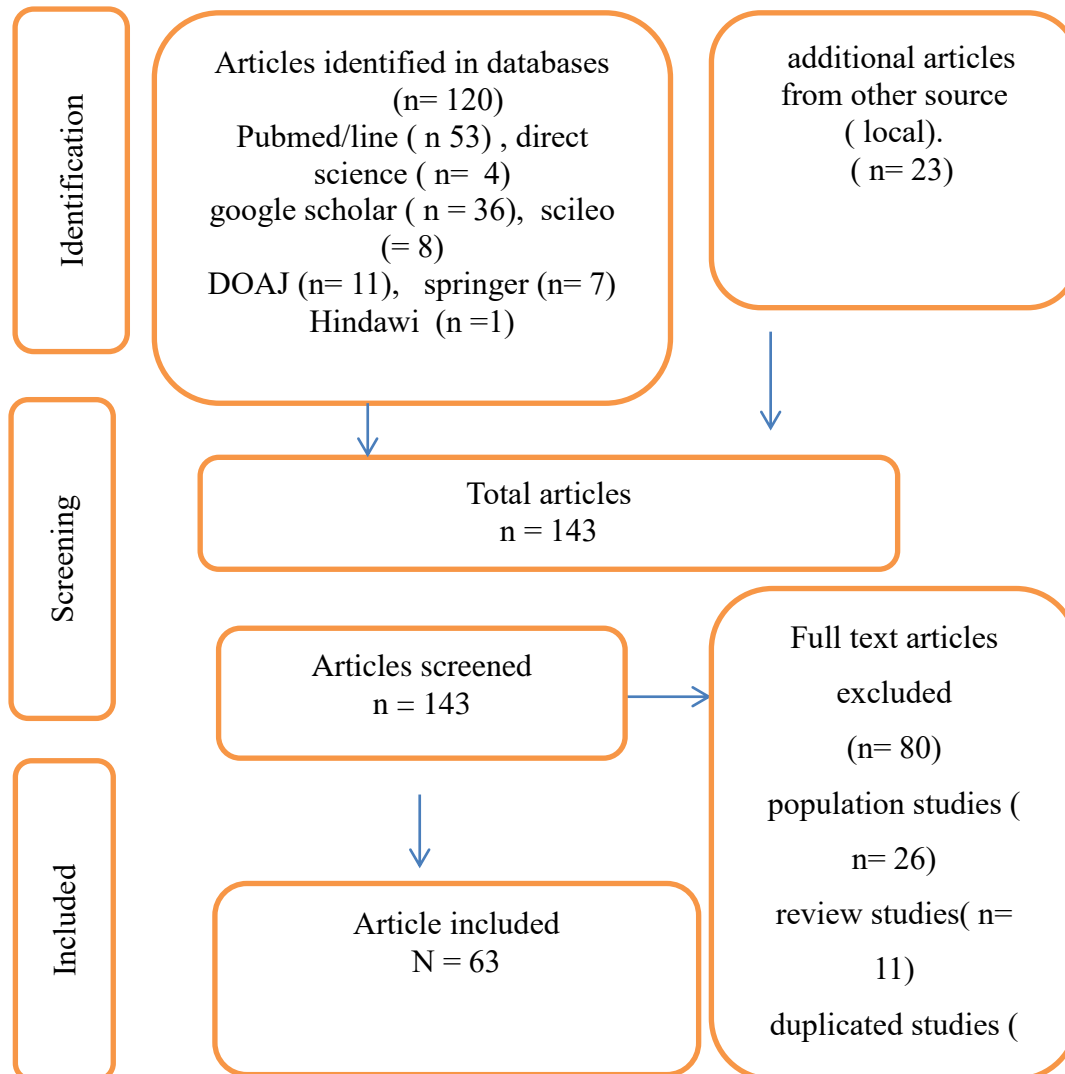 Identification
Articles identified in databases
(n= 120)
Pubmed/line ( n 53) , direct
science ( n=  4)
google scholar ( n = 36),  scileo
(= 8)
DOAJ (n= 11),   springer (n= 7)
Hindawi  (n =1)
additional articles
from other source
( local).
( n= 23)
Screening
Total articles
n = 143
Articles screened
n = 143
Full text articles
excluded
(n= 80)
population studies (
n= 26)
review studies( n=
11)
duplicated studies (
Included
Article included
N = 63